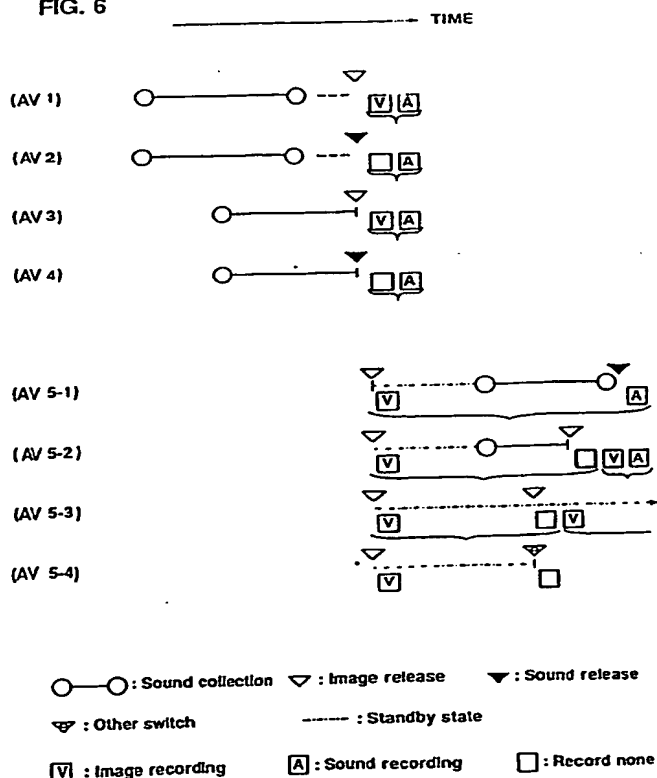 FIG. 6
TIME
(AV 1)
V A
(AV 2)
A
(AV 3)
V A
(AV 4)
A
(AV 5-1)
V
A
(AV 5-2)
V
V A
(AV 5-3)
V
V
(AV 5-4)
V
: Sound collection : Image release : Sound release
: Other switch : Standby state
V : Image recording A : Sound recording : Record none